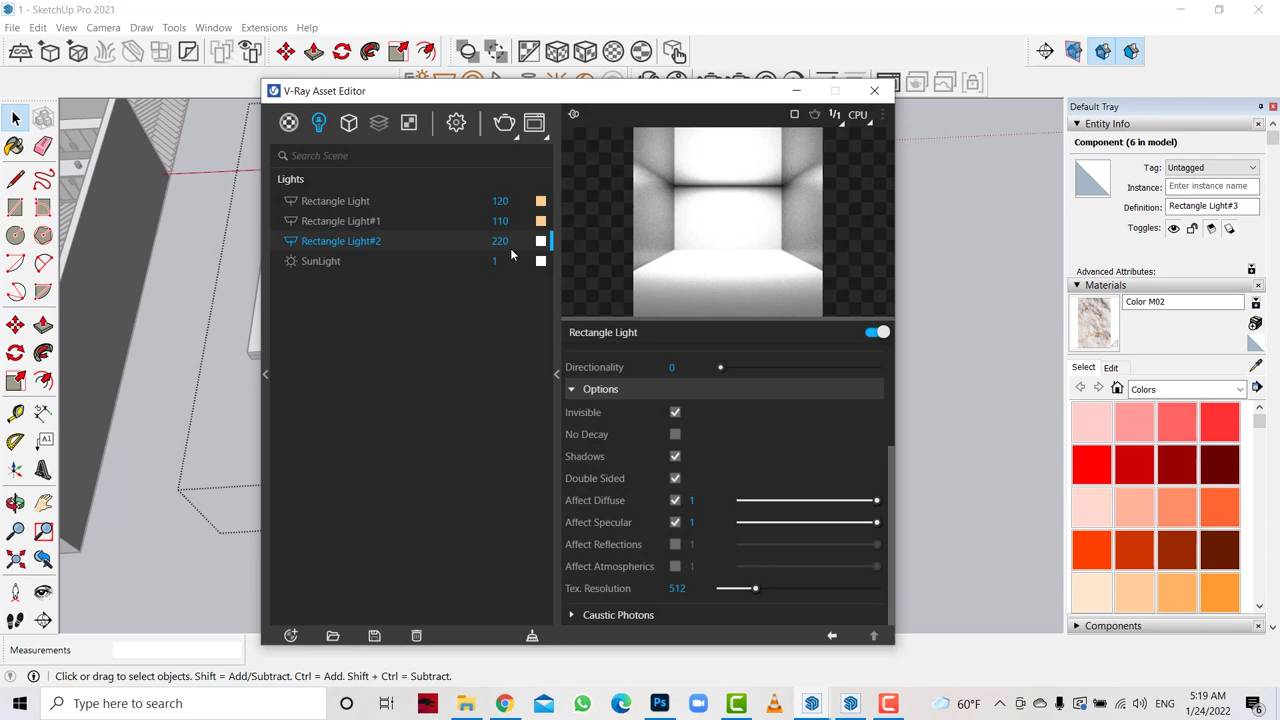 1 - SketchUp Pro 2021
File Edit View Camera Draw Tools Window Extensions Help
V-Ray Asset Editor
1/1 CPU
Search Scene
Lights
Rectangle Light 120
Rectangle Light#1 110
Rectangle Light#2 220
SunLight 1
Rectangle Light
Directionality 0
Options
Invisible
No Decay
Shadows
Double Sided
Affect Diffuse 1
Affect Specular 1
Affect Reflections 1
Affect Atmospherics 1
Tex. Resolution 512
Caustic Photons
Default Tray
Entity Info
Component (6 in model)
Tag: Untagged
Instance: Enter instance name
Definition: Rectangle Light#3
Toggles:
Advanced Attributes:
Materials
Color M02
Select Edit
Colors
Components
Measurements
Click or drag to select objects. Shift = Add/Subtract. Ctrl = Add. Shift + Ctrl = Subtract.
Type here to search
60°F
5:19 AM
1/24/2022
6